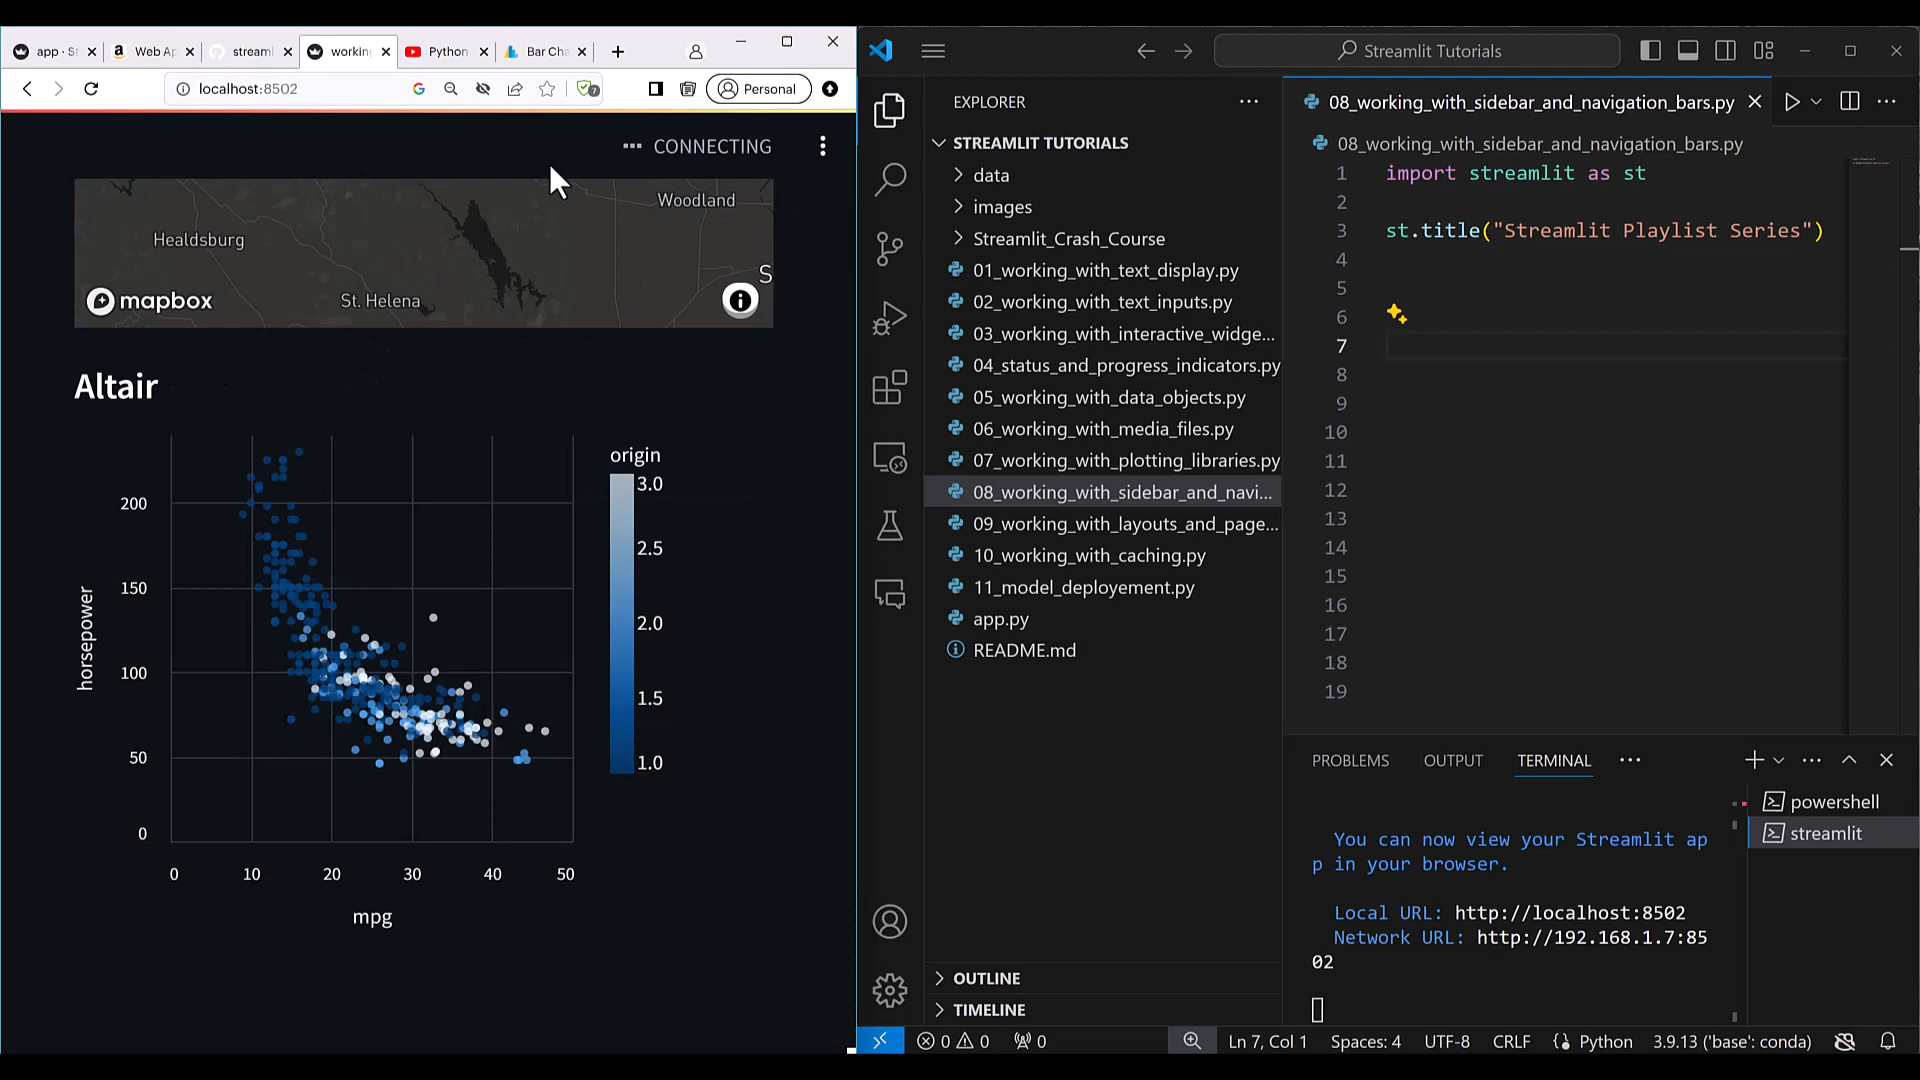 app · St
Web Ap
streaml
working
Python
Bar Cha
localhost:8502
7
Personal
CONNECTING
Woodland
Healdsburg
S
mapbox
St. Helena
Altair
origin
3.0
2.5
2.0
1.5
1.0
200
150
100
50
0
horsepower
0
10
20
30
40
50
mpg
Streamlit Tutorials
EXPLORER
STREAMLIT TUTORIALS
data
images
Streamlit_Crash_Course
01_working_with_text_display.py
02_working_with_text_inputs.py
03_working_with_interactive_widge...
04_status_and_progress_indicators.py
05_working_with_data_objects.py
06_working_with_media_files.py
07_working_with_plotting_libraries.py
08_working_with_sidebar_and_navi...
09_working_with_layouts_and_page...
10_working_with_caching.py
11_model_deployement.py
app.py
README.md
OUTLINE
TIMELINE
08_working_with_sidebar_and_navigation_bars.py
08_working_with_sidebar_and_navigation_bars.py
1 import streamlit as st
2
3 st.title("Streamlit Playlist Series")
4
5
6
7
8
9
10
11
12
13
14
15
16
17
18
19
PROBLEMS OUTPUT TERMINAL
You can now view your Streamlit ap
p in your browser.
Local URL: http://localhost:8502
Network URL: http://192.168.1.7:85
02
powershell
streamlit
0 0 0
Ln 7, Col 1 Spaces: 4 UTF-8 CRLF Python 3.9.13 ('base': conda)